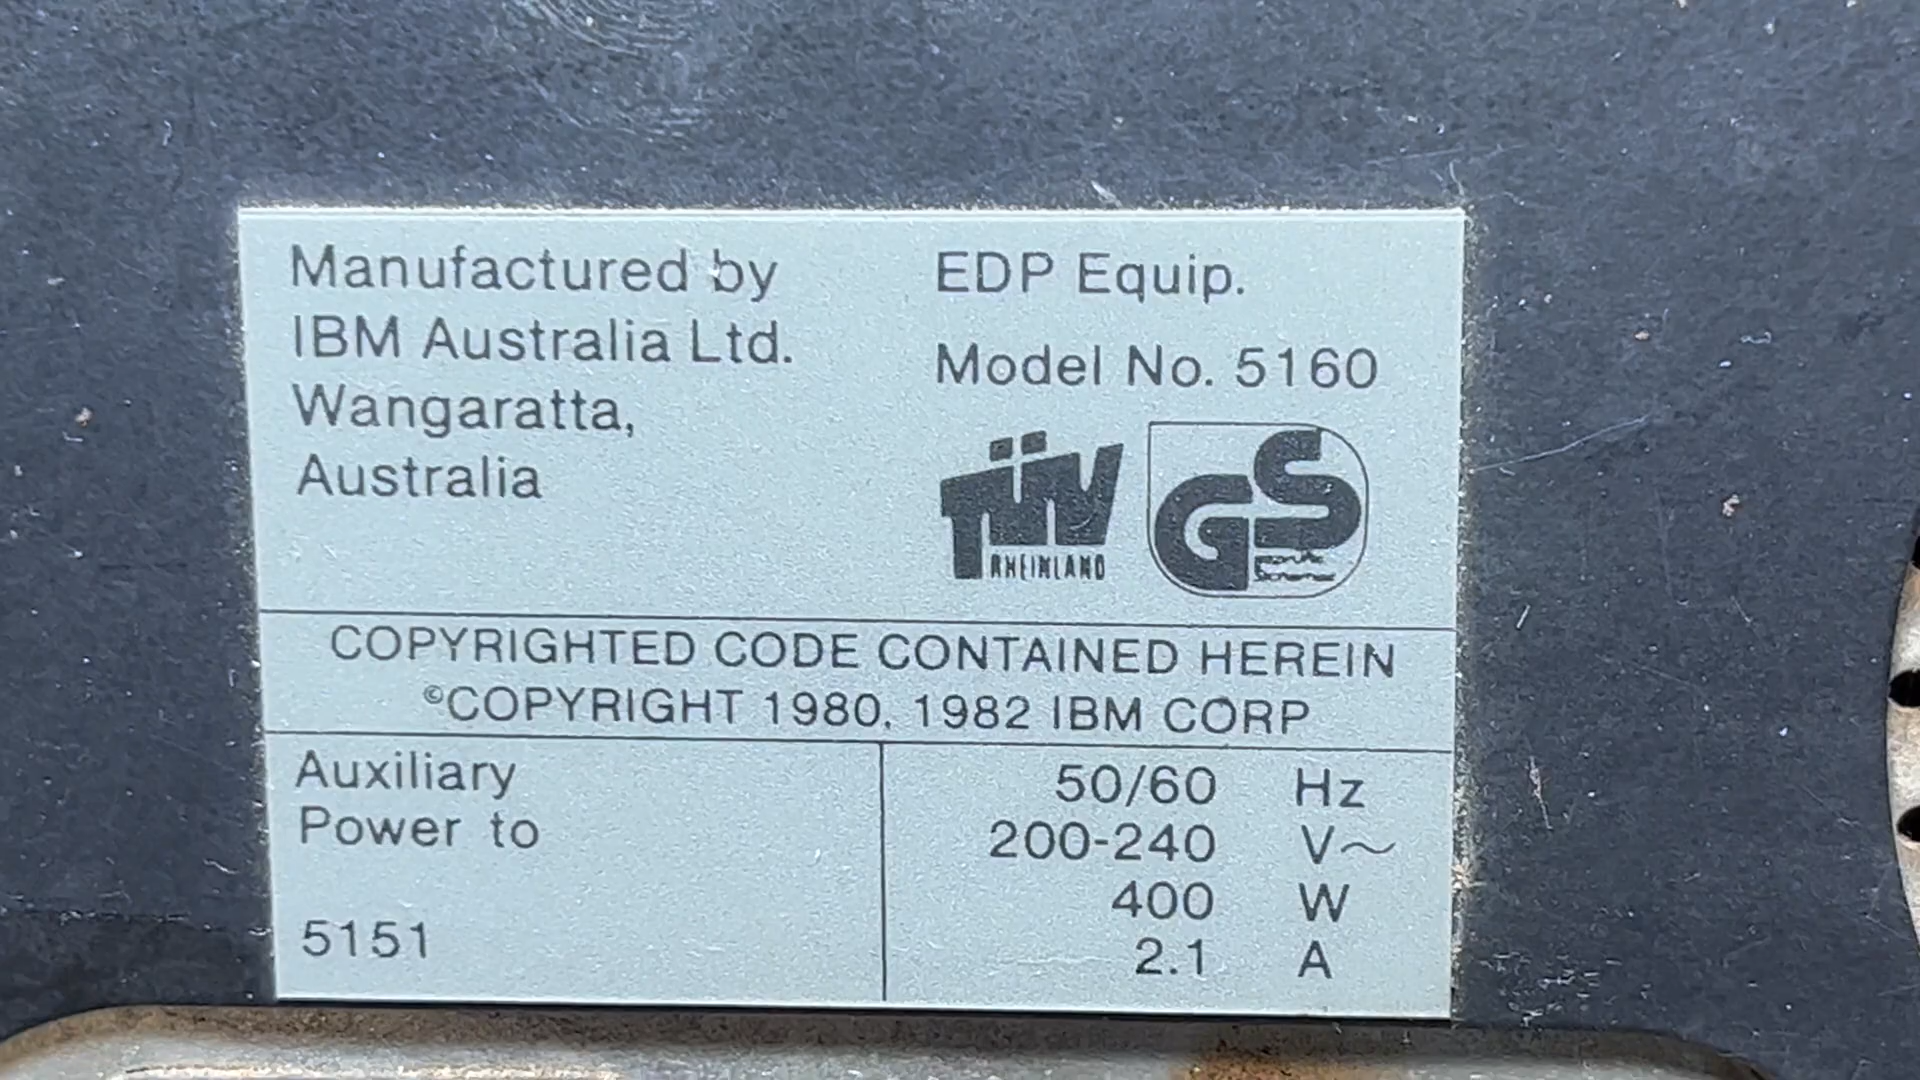 Manufactured by
IBM Australia Ltd.
Wangaratta,
Australia
EDP Equip.
Model No. 5160
TÜV
RHEINLAND
GS
COPYRIGHTED CODE CONTAINED HEREIN
©COPYRIGHT 1980, 1982 IBM CORP
Auxiliary
Power to
5151
50/60 Hz
200-240 V~
400 W
2.1 A